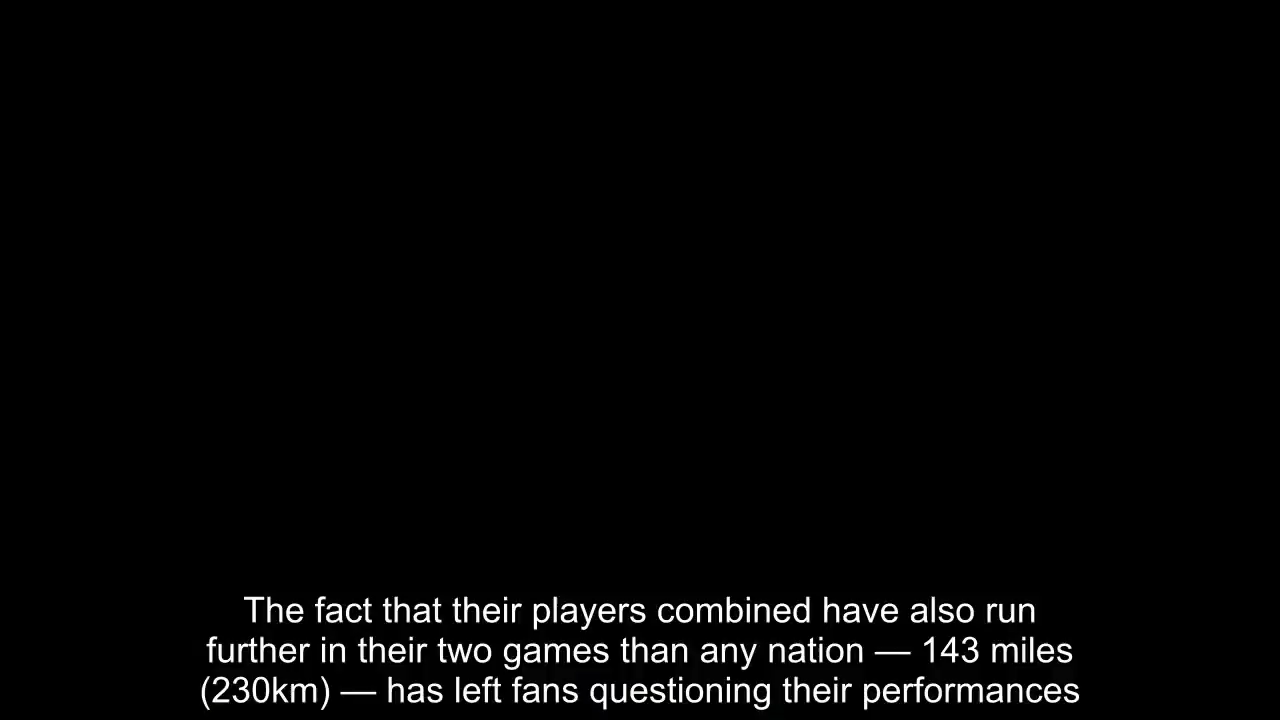 The fact that their players combined have also run
further in their two games than any nation — 143 miles
(230km) — has left fans questioning their performances